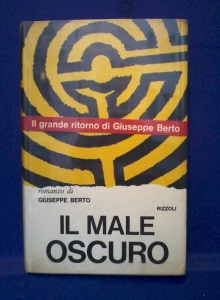 Il grande ritorno di Giuseppe Berto
romanzo di
GIUSEPPE BERTO
RIZZOLI
IL MALE
OSCURO